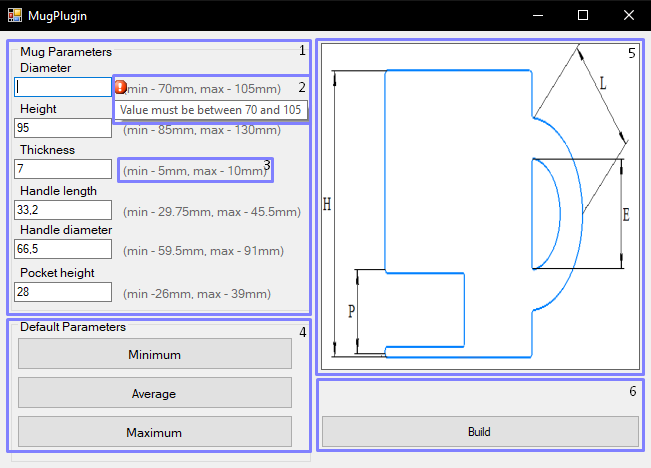 MugPlugin
Mug Parameters 1
Diameter
(min - 70mm, max - 105mm) 2
Value must be between 70 and 105
Height
95 (min - 85mm, max - 130mm)
Thickness
7 (min - 5mm, max - 10mm) 3
Handle length
33,2 (min - 29.75mm, max - 45.5mm)
Handle diameter
66,5 (min - 59.5mm, max - 91mm)
Pocket height
28 (min -26mm, max - 39mm)
Default Parameters 4
Minimum
Average
Maximum
5
L
H
E
P
6
Build